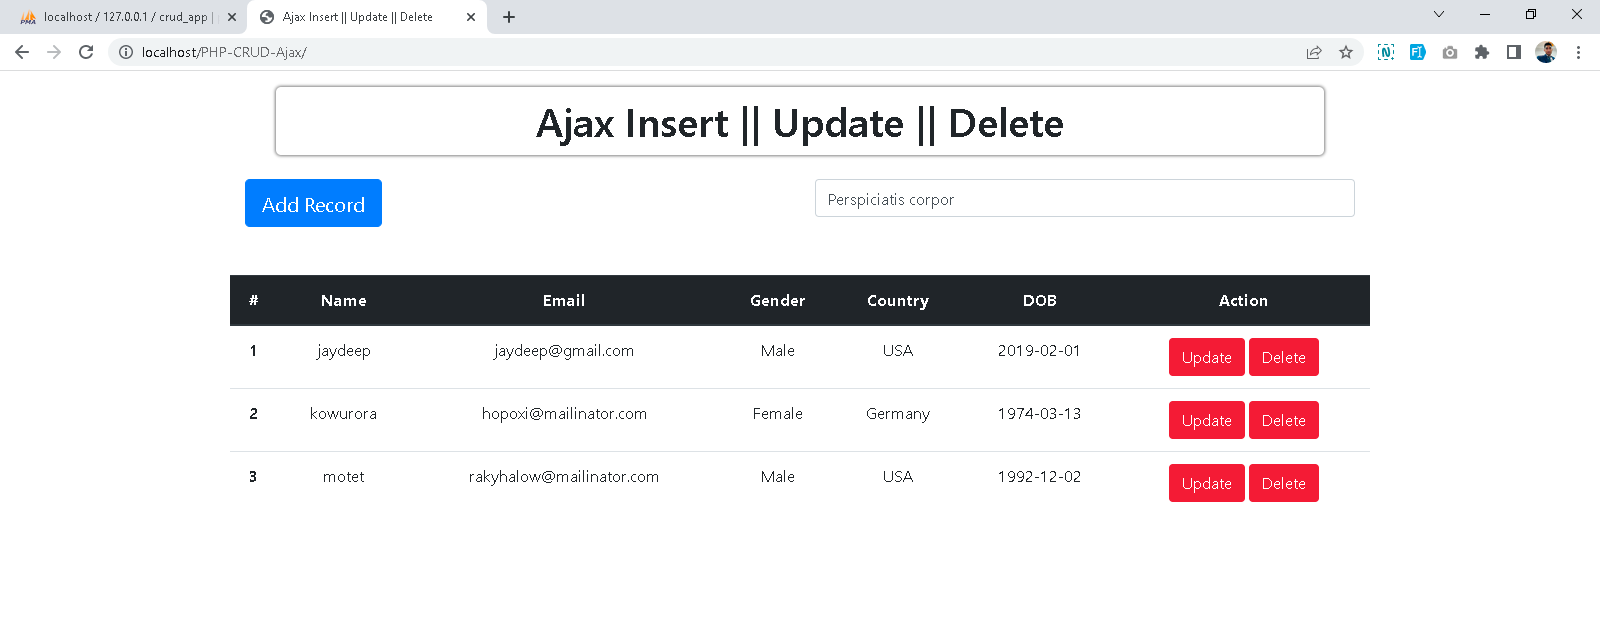 localhost / 127.0.0.1 / crud_app |
Ajax Insert || Update || Delete
localhost/PHP-CRUD-Ajax/
Ajax Insert || Update || Delete
Add Record
Perspiciatis corpor
# Name Email Gender Country DOB Action
1 jaydeep jaydeep@gmail.com Male USA 2019-02-01 Update Delete
2 kowurora hopoxi@mailinator.com Female Germany 1974-03-13 Update Delete
3 motet rakyhalow@mailinator.com Male USA 1992-12-02 Update Delete